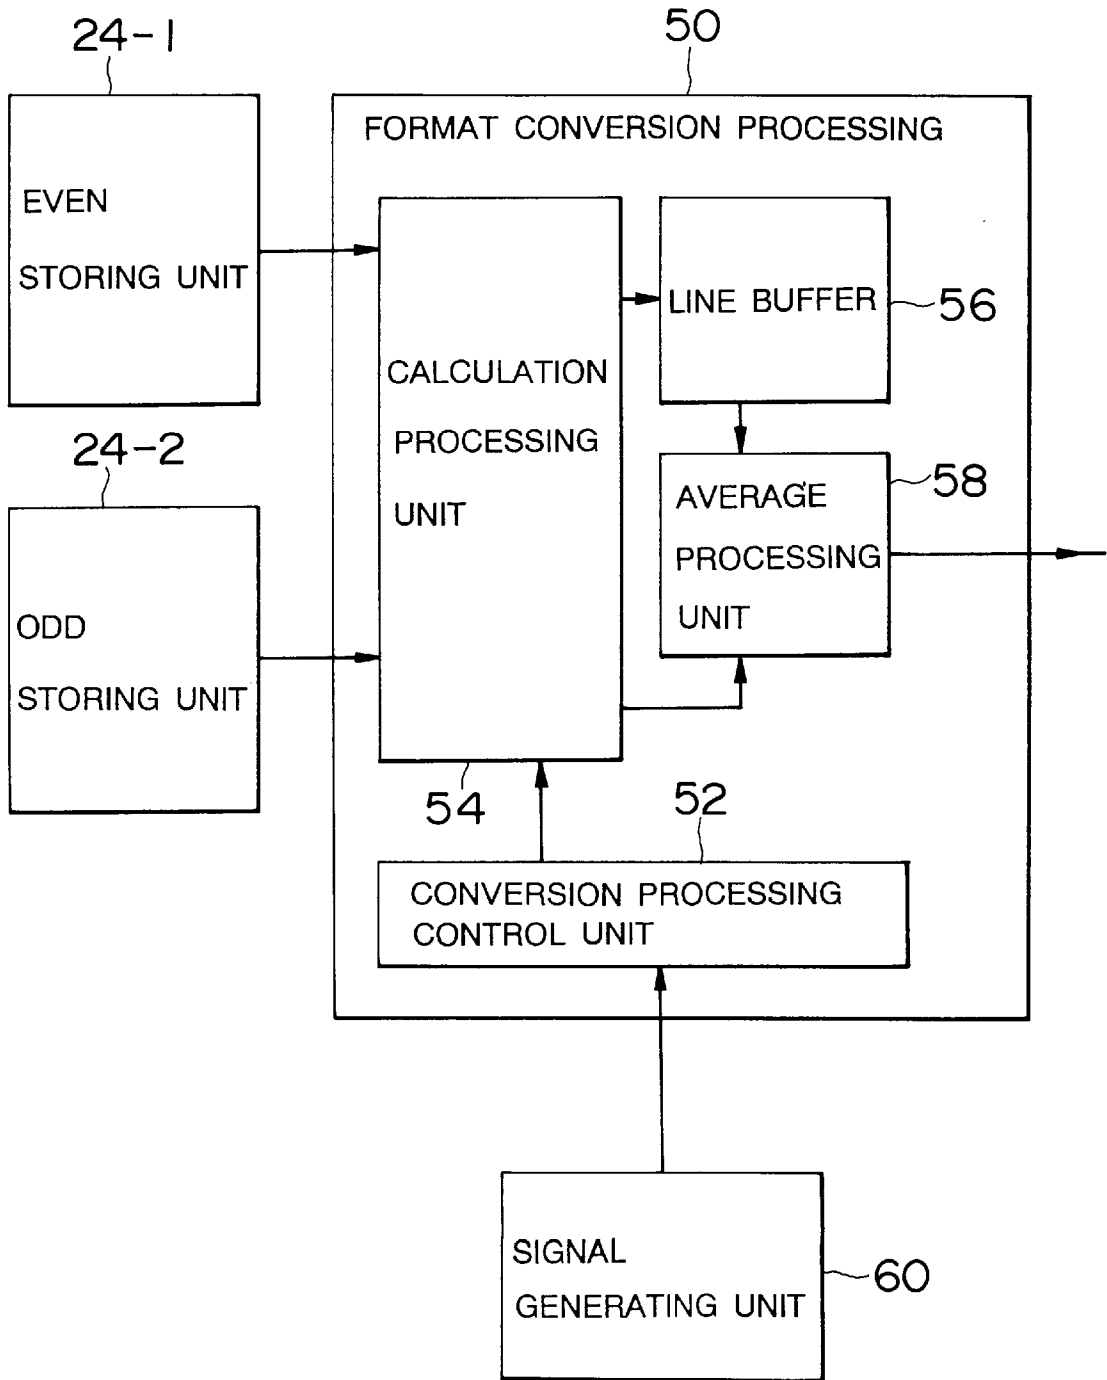 24-1
50
FORMAT CONVERSION PROCESSING
EVEN
STORING UNIT
LINE BUFFER
56
CALCULATION
PROCESSING
UNIT
24-2
58
AVERAGE
PROCESSING
UNIT
ODD
STORING UNIT
54
52
CONVERSION PROCESSING
CONTROL UNIT
SIGNAL
GENERATING UNIT
60